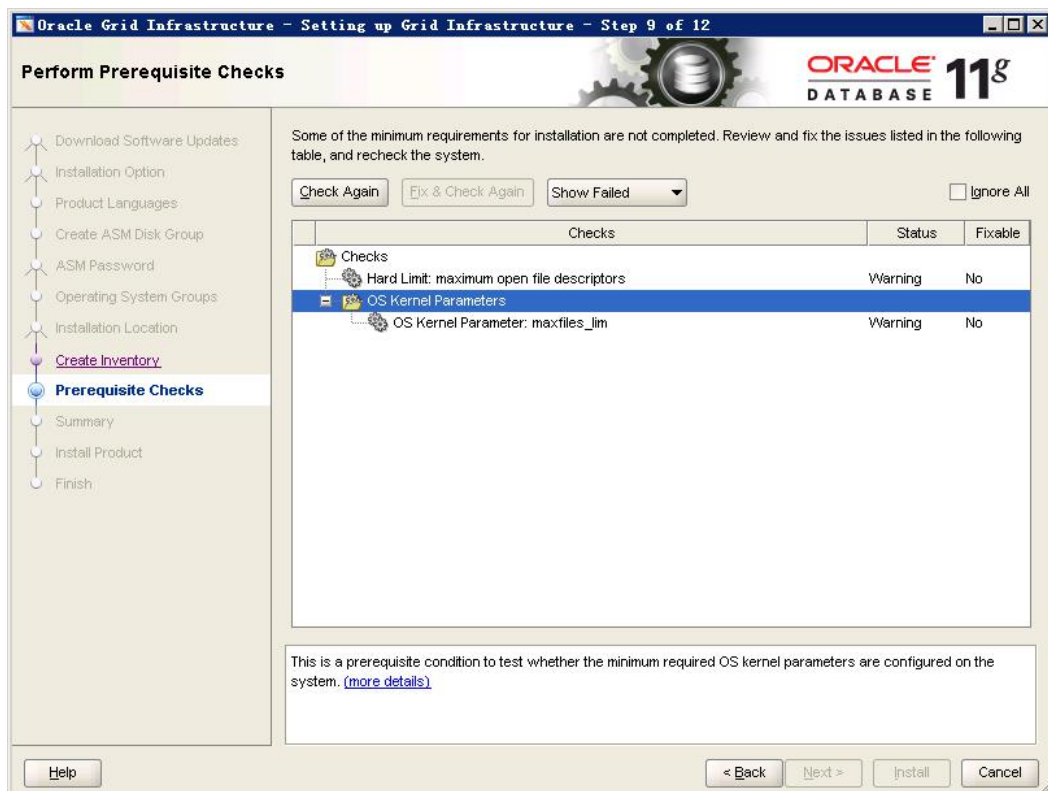 Oracle Grid Infrastructure - Setting up Grid Infrastructure - Step 9 of 12
Perform Prerequisite Checks
ORACLE
DATABASE
11g
Download Software Updates
Installation Option
Product Languages
Create ASM Disk Group
ASM Password
Operating System Groups
Installation Location
Create Inventory
Prerequisite Checks
Summary
Install Product
Finish
Some of the minimum requirements for installation are not completed. Review and fix the issues listed in the following
table, and recheck the system.
Check Again
Fix & Check Again
Show Failed
Ignore All
Checks Status Fixable
Checks
Hard Limit: maximum open file descriptors Warning No
OS Kernel Parameters
OS Kernel Parameter: maxfiles_lim Warning No
This is a prerequisite condition to test whether the minimum required OS kernel parameters are configured on the
system. (more details)
Help
< Back
Next >
Install
Cancel